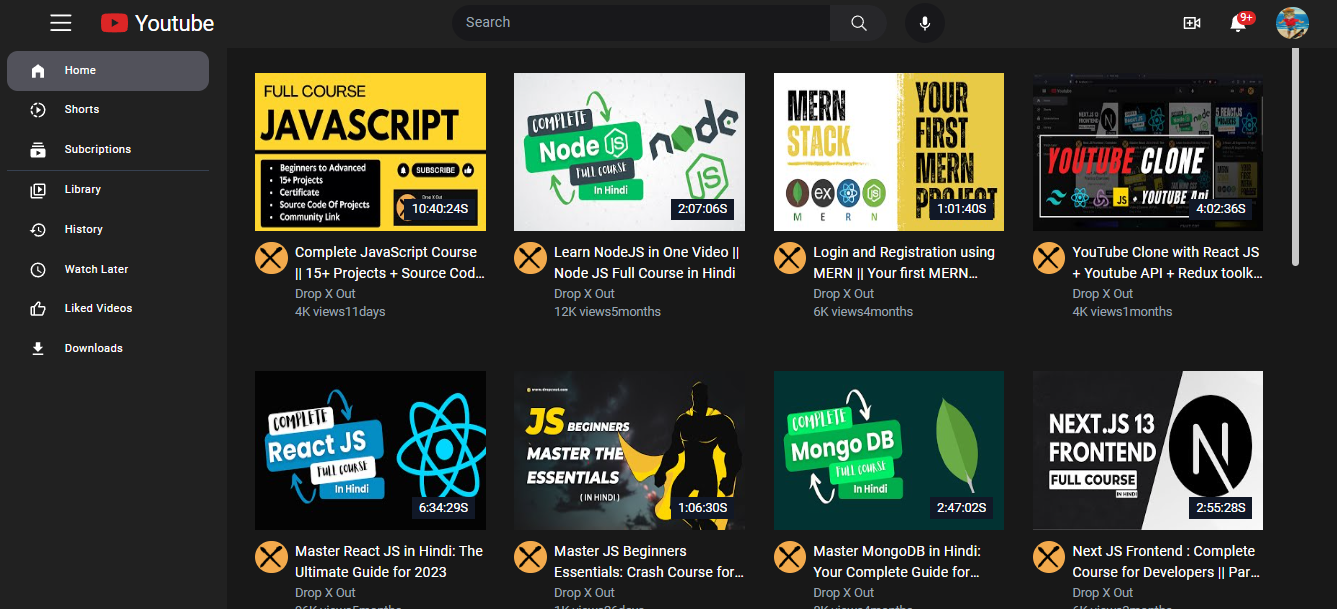 Youtube
Search
9+
Home
Shorts
Subcriptions
Library
History
Watch Later
Liked Videos
Downloads
FULL COURSE
JAVASCRIPT
• Beginners to Advanced
• 15+ Projects
• Certificate
• Source Code Of Projects
• Community Link
SUBSCRIBE
Drop X Out
10:40:24S
Complete JavaScript Course
|| 15+ Projects + Source Cod...
Drop X Out
4K views11days
COMPLETE
Node JS
FULL COURSE
In Hindi
node
JS
2:07:06S
Learn NodeJS in One Video ||
Node JS Full Course in Hindi
Drop X Out
12K views5months
MERN
STACK
ex
JS
M E R N
YOUR
FIRST
MERN
PROJECT
1:01:40S
Login and Registration using
MERN || Your first MERN...
Drop X Out
6K views4months
YOUTUBE CLONE
JS
+ YOUTUBE Api
4:02:36S
YouTube Clone with React JS
+ Youtube API + Redux toolk...
Drop X Out
4K views1months
COMPLETE
React JS
FULL COURSE
In Hindi
6:34:29S
Master React JS in Hindi: The
Ultimate Guide for 2023
Drop X Out
JS BEGINNERS
MASTER THE
ESSENTIALS
( IN HINDI )
1:06:30S
Master JS Beginners
Essentials: Crash Course for...
Drop X Out
COMPLETE
Mongo DB
FULL COURSE
In Hindi
2:47:02S
Master MongoDB in Hindi:
Your Complete Guide for...
Drop X Out
NEXT.JS 13
FRONTEND
FULL COURSE
IN HINDI
N
2:55:28S
Next JS Frontend : Complete
Course for Developers || Par...
Drop X Out